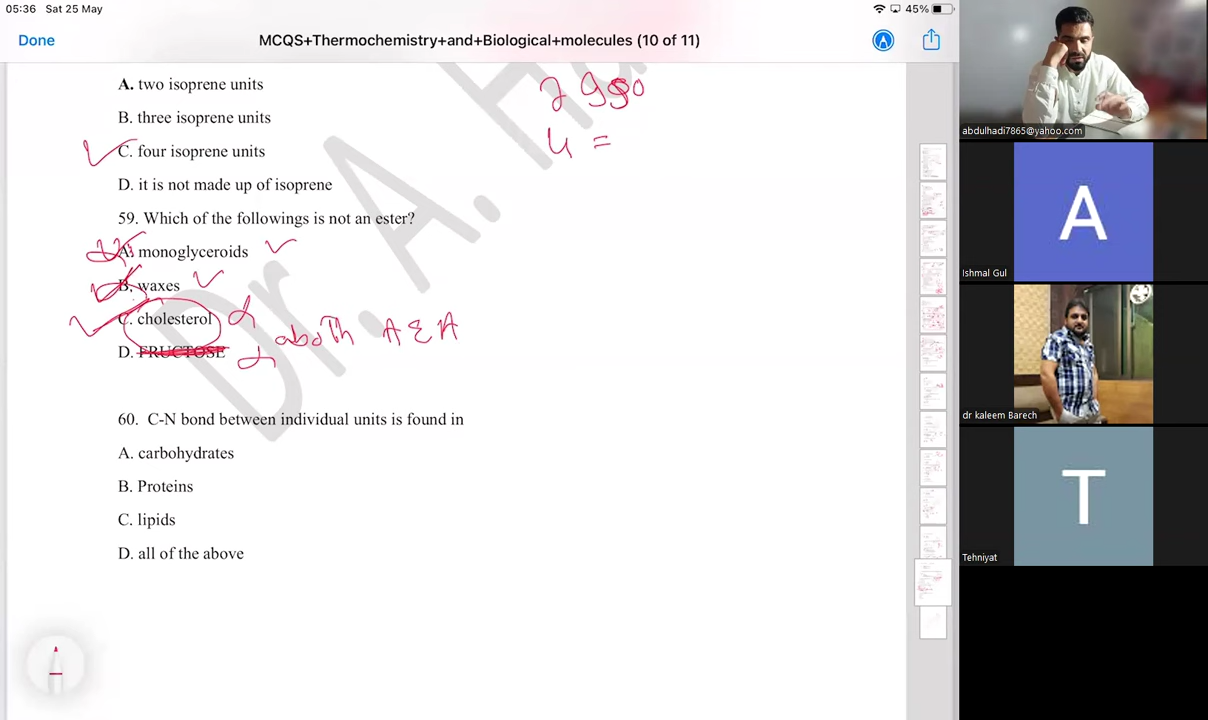 05:36 Sat 25 May
45%
Done
MCQS+Thermochemistry+and+Biological+molecules (10 of 11)
A. two isoprene units
B. three isoprene units
C. four isoprene units
D. it is not made up of isoprene
4 =
59. Which of the followings is not an ester?
A. monoglyceroids
B. waxes
C. cholesterol
D. FRUCTOSE
60. C-N bond between individual units is found in
A. carbohydrates
B. Proteins
C. lipids
D. all of the above
Dr. A. Ha
abdulhadi7865@yahoo.com
A
Ishmal Gul
dr kaleem Barech
T
Tehniyat